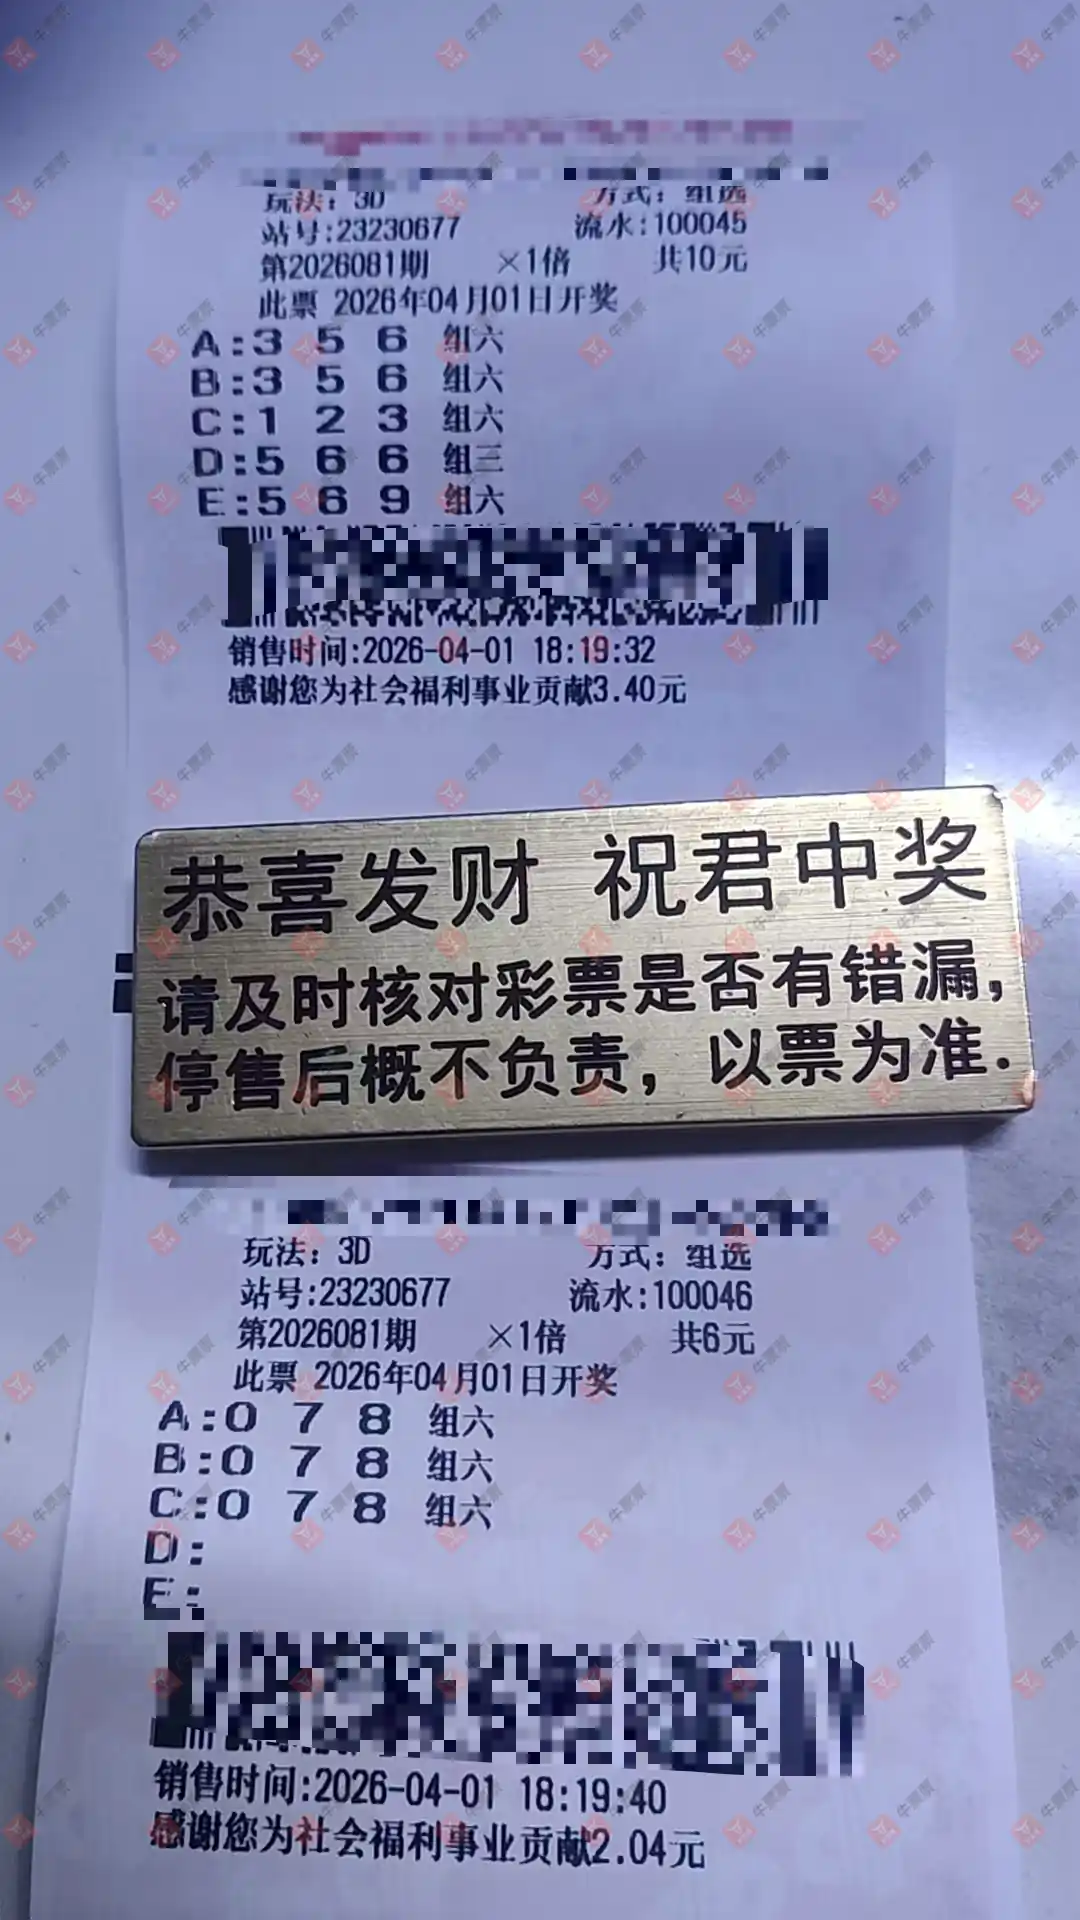 玩法：3D 方式：组选
站号:23230677 流水:100045
第2026081期 ×1倍 共10元
此票 2026年04月01日开奖
A:3 5 6 组六
B:3 5 6 组六
C:1 2 3 组六
D:5 6 6 组三
E:5 6 9 组六
销售时间:2026-04-01 18:19:32
感谢您为社会福利事业贡献3.40元
恭喜发财 祝君中奖
请及时核对彩票是否有错漏，
停售后概不负责，以票为准.
玩法：3D 方式：组选
站号:23230677 流水:100046
第2026081期 ×1倍 共6元
此票 2026年04月01日开奖
A:0 7 8 组六
B:0 7 8 组六
C:0 7 8 组六
D:
E:
销售时间:2026-04-01 18:19:40
感谢您为社会福利事业贡献2.04元
牛票票